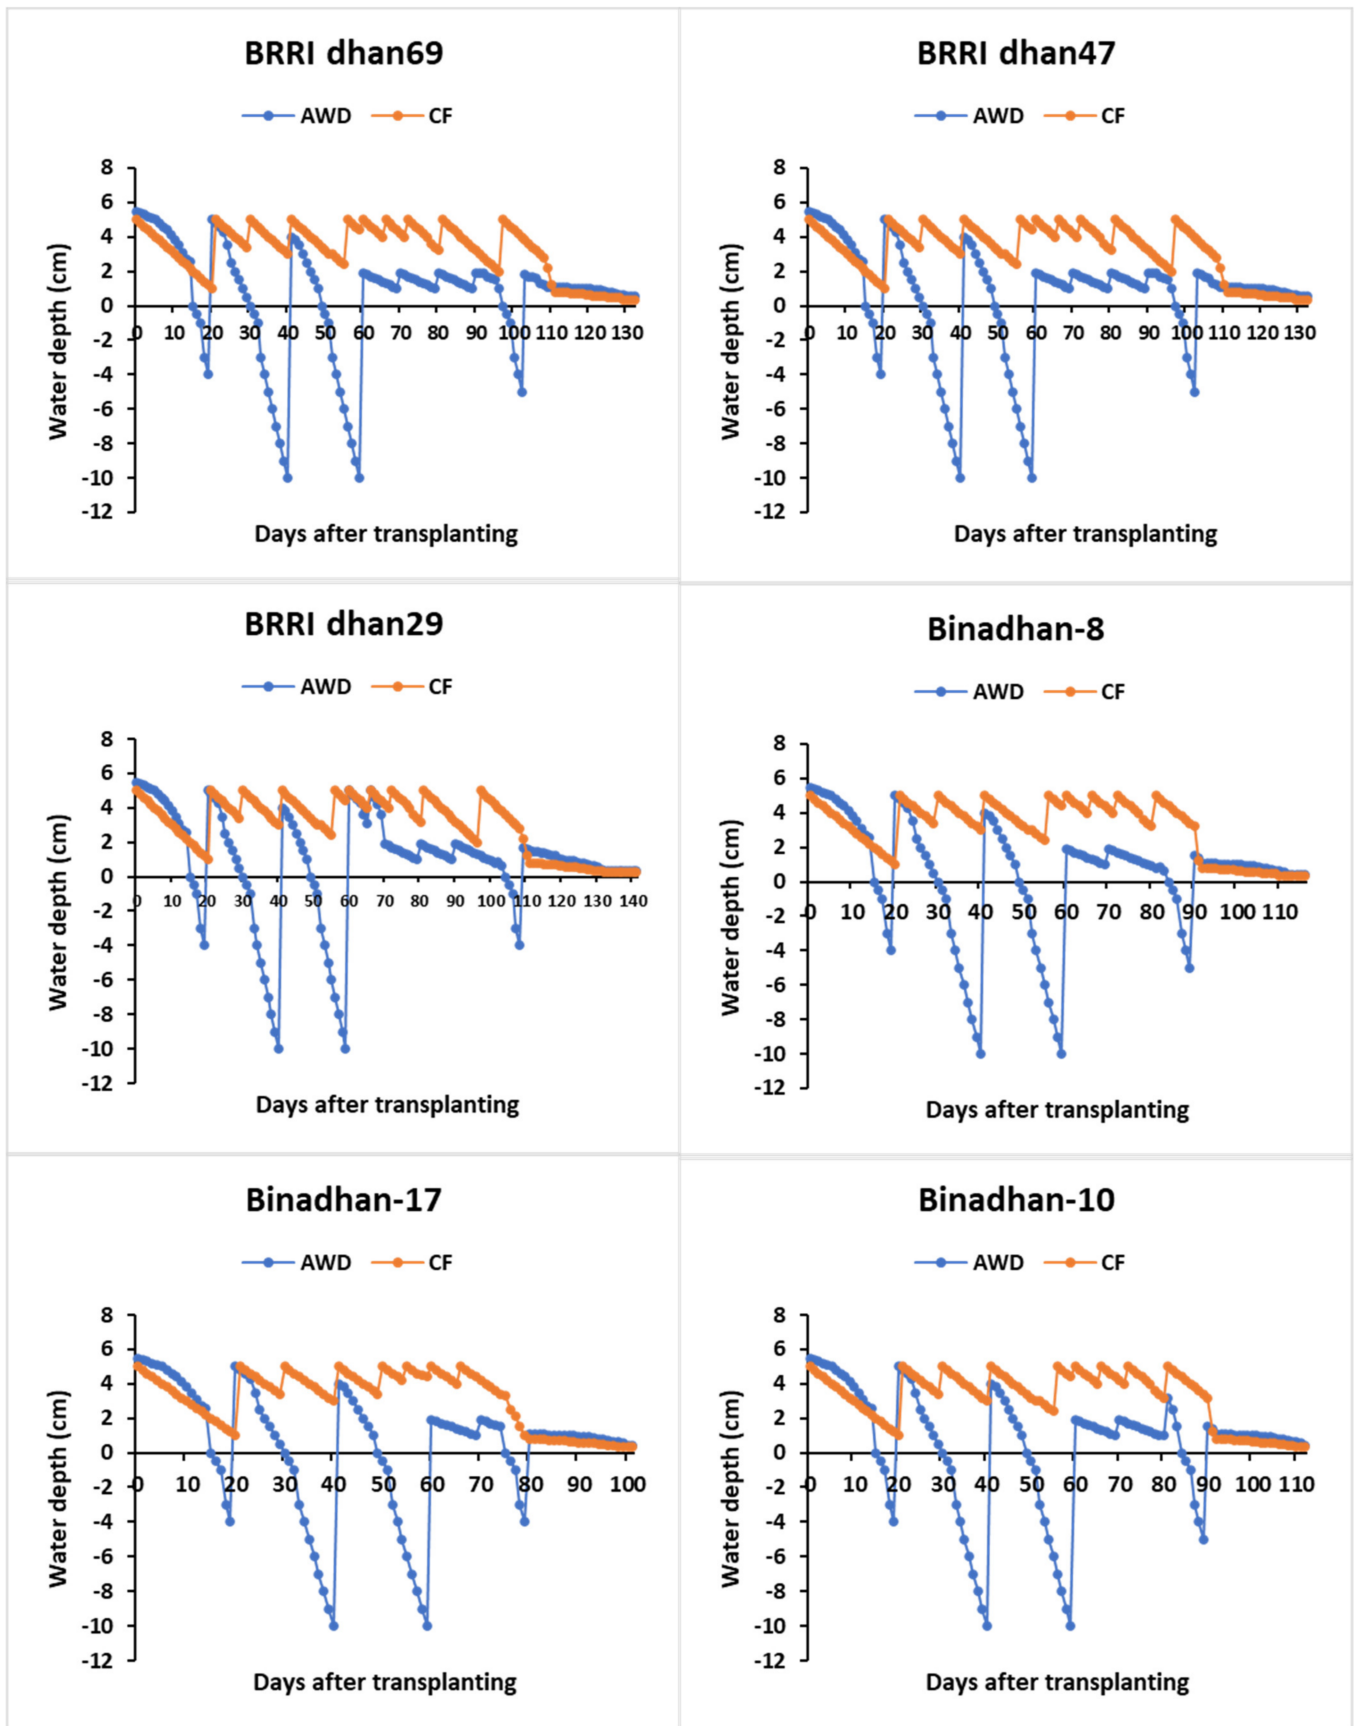 BRRI dhan69
AWD CF
8
6
4
2
0
-2
-4
-6
-8
-10
-12
Water depth (cm)
0 10 20 30 40 50 60 70 80 90 100 110 120 130
Days after transplanting
BRRI dhan47
AWD CF
8
6
4
2
0
-2
-4
-6
-8
-10
-12
Water depth (cm)
0 10 20 30 40 50 60 70 80 90 100 110 120 130
Days after transplanting
BRRI dhan29
AWD CF
8
6
4
2
0
-2
-4
-6
-8
-10
-12
Water depth (cm)
0 10 20 30 40 50 60 70 80 90 100 110 120 130 140
Days after transplanting
Binadhan-8
AWD CF
8
6
4
2
0
-2
-4
-6
-8
-10
-12
Water depth (cm)
0 10 20 30 40 50 60 70 80 90 100 110
Days after transplanting
Binadhan-17
AWD CF
8
6
4
2
0
-2
-4
-6
-8
-10
-12
Water depth (cm)
0 10 20 30 40 50 60 70 80 90 100
Days after transplanting
Binadhan-10
AWD CF
8
6
4
2
0
-2
-4
-6
-8
-10
-12
Water depth (cm)
0 10 20 30 40 50 60 70 80 90 100 110
Days after transplanting